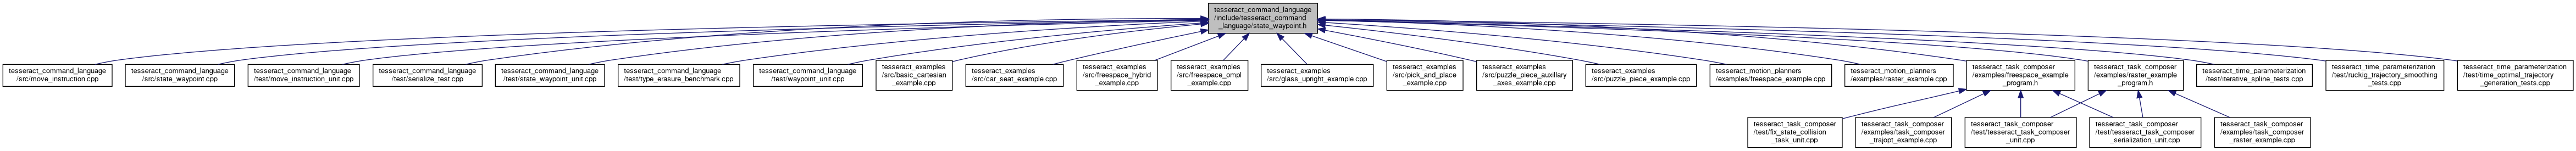 tesseract_command_language
/include/tesseract_command
_language/state_waypoint.h
tesseract_command_language
/src/move_instruction.cpp
tesseract_command_language
/src/state_waypoint.cpp
tesseract_command_language
/test/move_instruction_unit.cpp
tesseract_command_language
/test/serialize_test.cpp
tesseract_command_language
/test/state_waypoint_unit.cpp
tesseract_command_language
/test/type_erasure_benchmark.cpp
tesseract_command_language
/test/waypoint_unit.cpp
tesseract_examples
/src/basic_cartesian
_example.cpp
tesseract_examples
/src/car_seat_example.cpp
tesseract_examples
/src/freespace_hybrid
_example.cpp
tesseract_examples
/src/freespace_ompl
_example.cpp
tesseract_examples
/src/glass_upright_example.cpp
tesseract_examples
/src/pick_and_place
_example.cpp
tesseract_examples
/src/puzzle_piece_auxillary
_axes_example.cpp
tesseract_examples
/src/puzzle_piece_example.cpp
tesseract_motion_planners
/examples/freespace_example.cpp
tesseract_motion_planners
/examples/raster_example.cpp
tesseract_task_composer
/examples/freespace_example
_program.h
tesseract_task_composer
/examples/raster_example
_program.h
tesseract_time_parameterization
/test/iterative_spline_tests.cpp
tesseract_time_parameterization
/test/ruckig_trajectory_smoothing
_tests.cpp
tesseract_time_parameterization
/test/time_optimal_trajectory
_generation_tests.cpp
tesseract_task_composer
/test/fix_state_collision
_task_unit.cpp
tesseract_task_composer
/examples/task_composer
_trajopt_example.cpp
tesseract_task_composer
/test/tesseract_task_composer
_unit.cpp
tesseract_task_composer
/test/tesseract_task_composer
_serialization_unit.cpp
tesseract_task_composer
/examples/task_composer
_raster_example.cpp